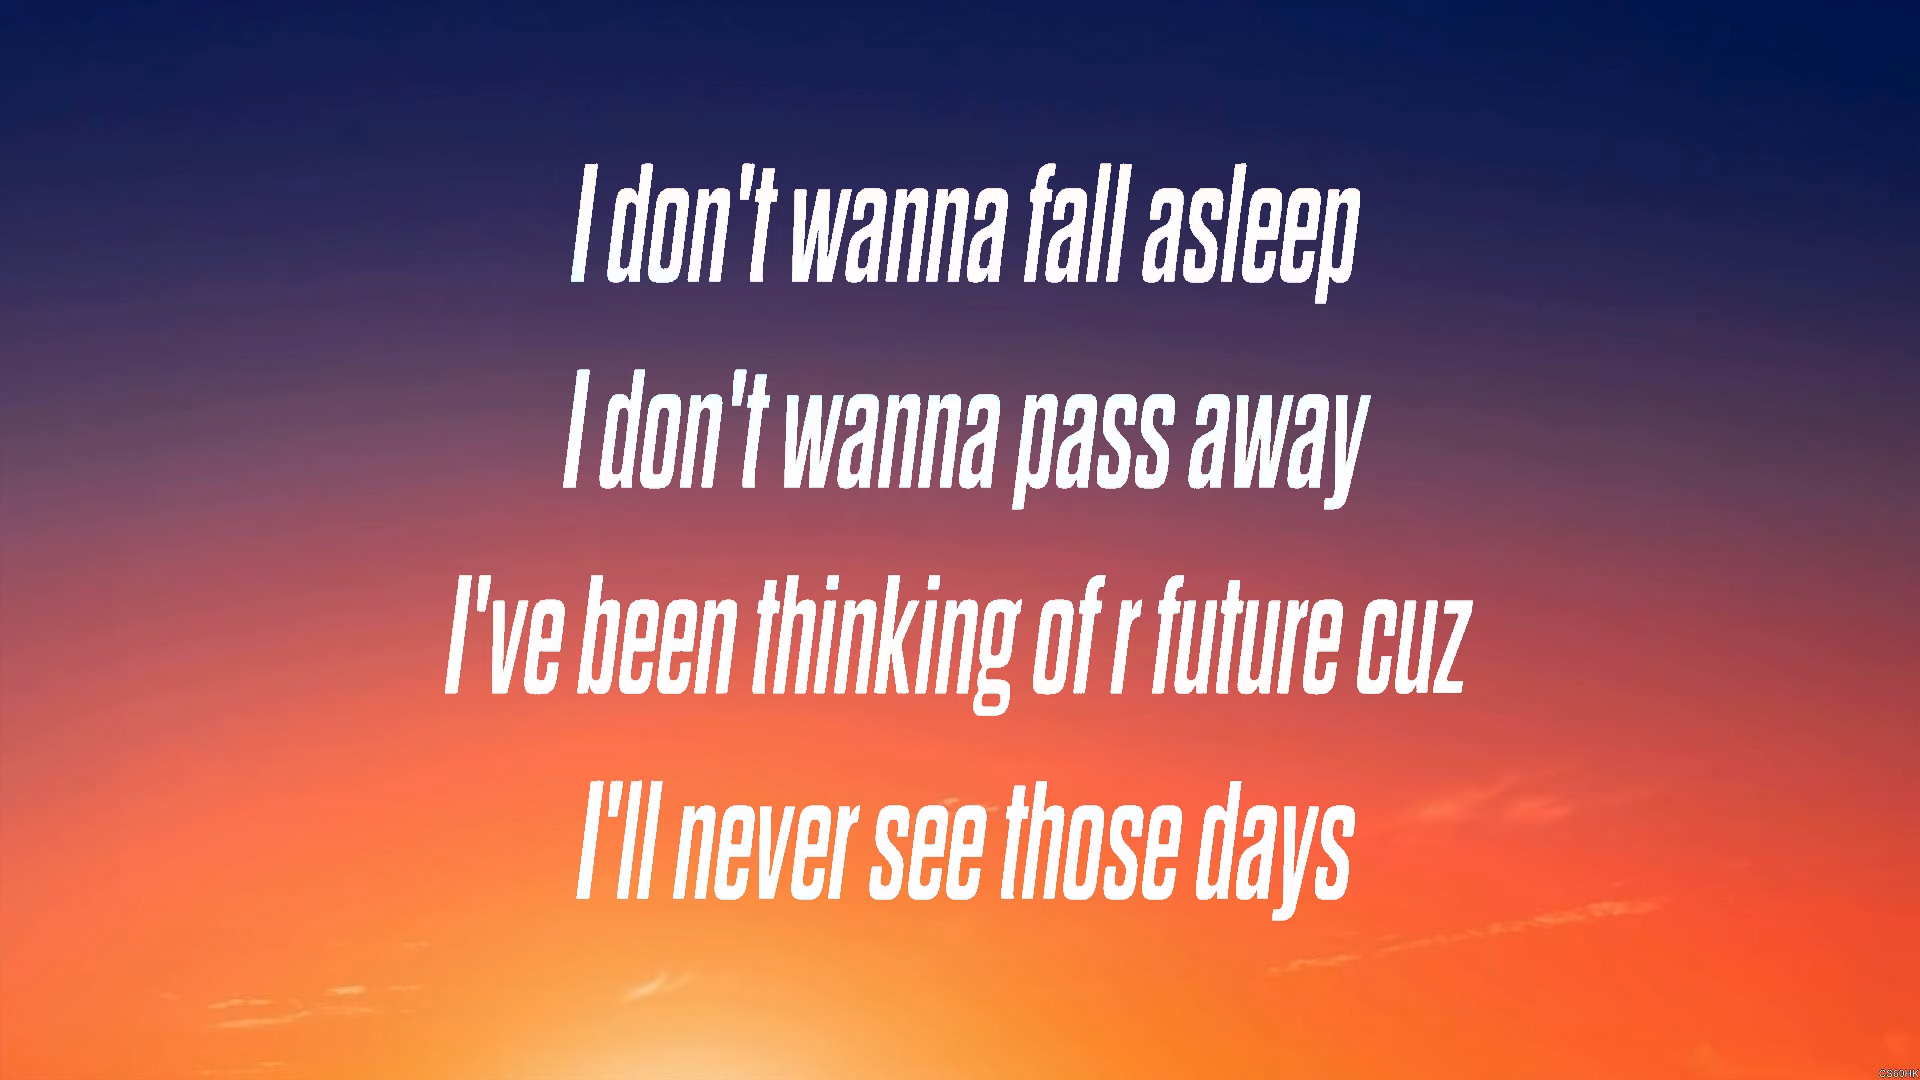 I don't wanna fall asleep
I don't wanna pass away
I've been thinking of r future cuz
I'll never see those days
CS60HK